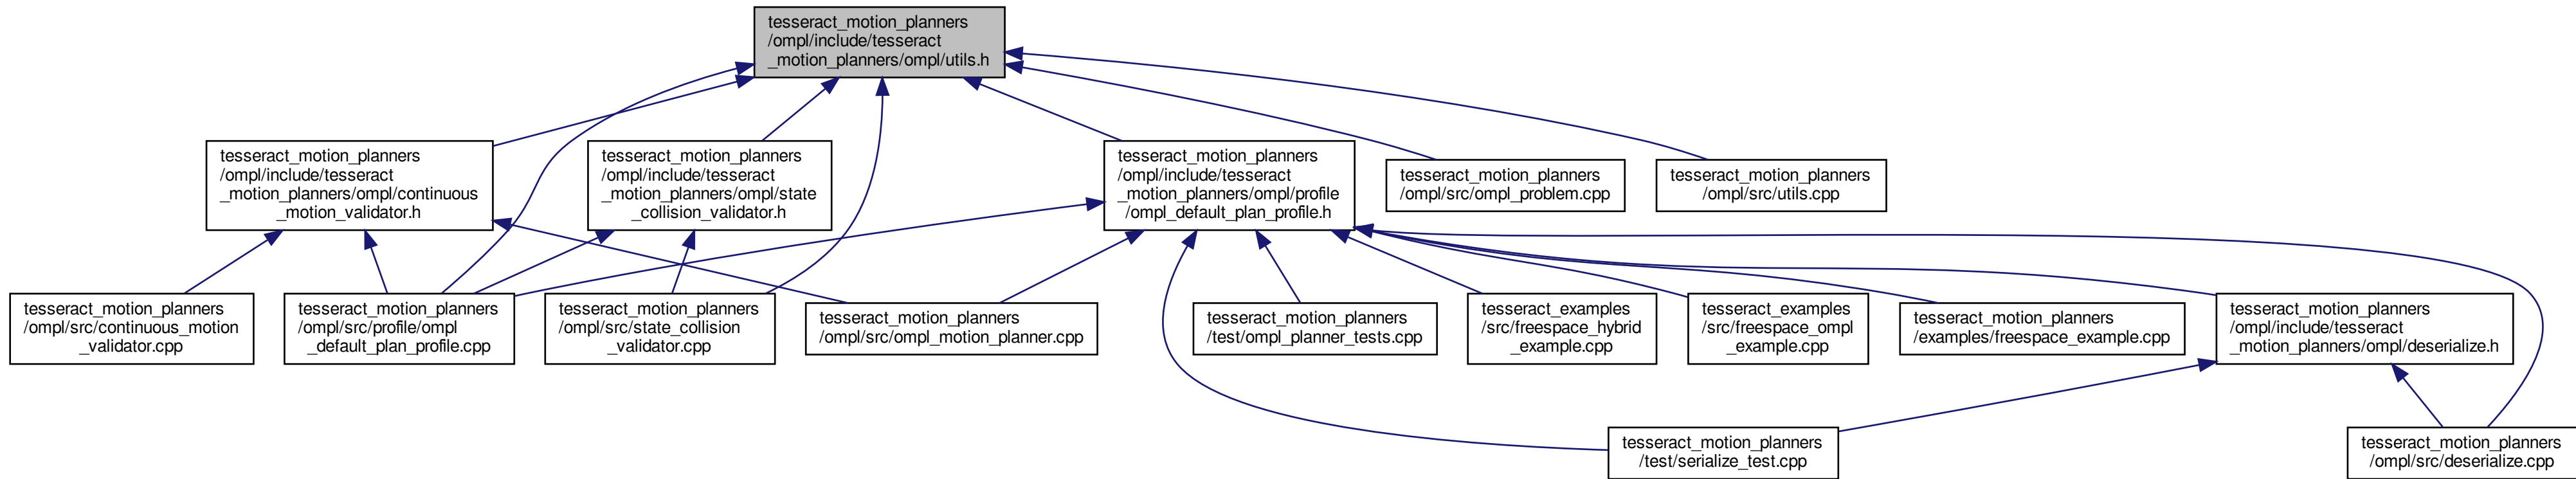 tesseract_motion_planners
/ompl/include/tesseract
_motion_planners/ompl/utils.h
tesseract_motion_planners
/ompl/include/tesseract
_motion_planners/ompl/continuous
_motion_validator.h
tesseract_motion_planners
/ompl/include/tesseract
_motion_planners/ompl/state
_collision_validator.h
tesseract_motion_planners
/ompl/include/tesseract
_motion_planners/ompl/profile
/ompl_default_plan_profile.h
tesseract_motion_planners
/ompl/src/ompl_problem.cpp
tesseract_motion_planners
/ompl/src/utils.cpp
tesseract_motion_planners
/ompl/src/continuous_motion
_validator.cpp
tesseract_motion_planners
/ompl/src/profile/ompl
_default_plan_profile.cpp
tesseract_motion_planners
/ompl/src/state_collision
_validator.cpp
tesseract_motion_planners
/ompl/src/ompl_motion_planner.cpp
tesseract_motion_planners
/test/ompl_planner_tests.cpp
tesseract_examples
/src/freespace_hybrid
_example.cpp
tesseract_examples
/src/freespace_ompl
_example.cpp
tesseract_motion_planners
/examples/freespace_example.cpp
tesseract_motion_planners
/ompl/include/tesseract
_motion_planners/ompl/deserialize.h
tesseract_motion_planners
/test/serialize_test.cpp
tesseract_motion_planners
/ompl/src/deserialize.cpp